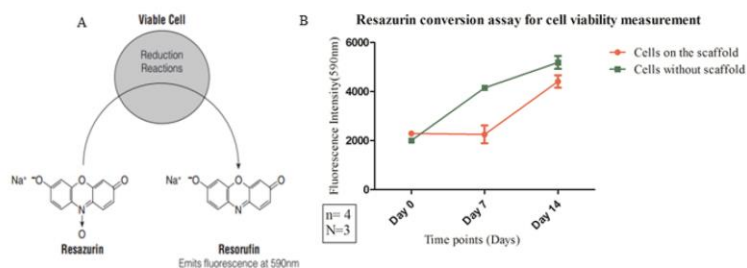 A
Viable Cell
Reduction
Reactions
Na⁺ ⁻O
O
O
N
O
Resazurin
Na⁺ ⁻O
O
O
N
Resorufin
Emits fluorescence at 590nm
B
Resazurin conversion assay for cell viability measurement
Fluorescence Intensity(590nm)
6000
4000
2000
0
Day 0
Day 7
Day 14
Time points (Days)
n= 4
N=3
Cells on the scaffold
Cells without scaffold